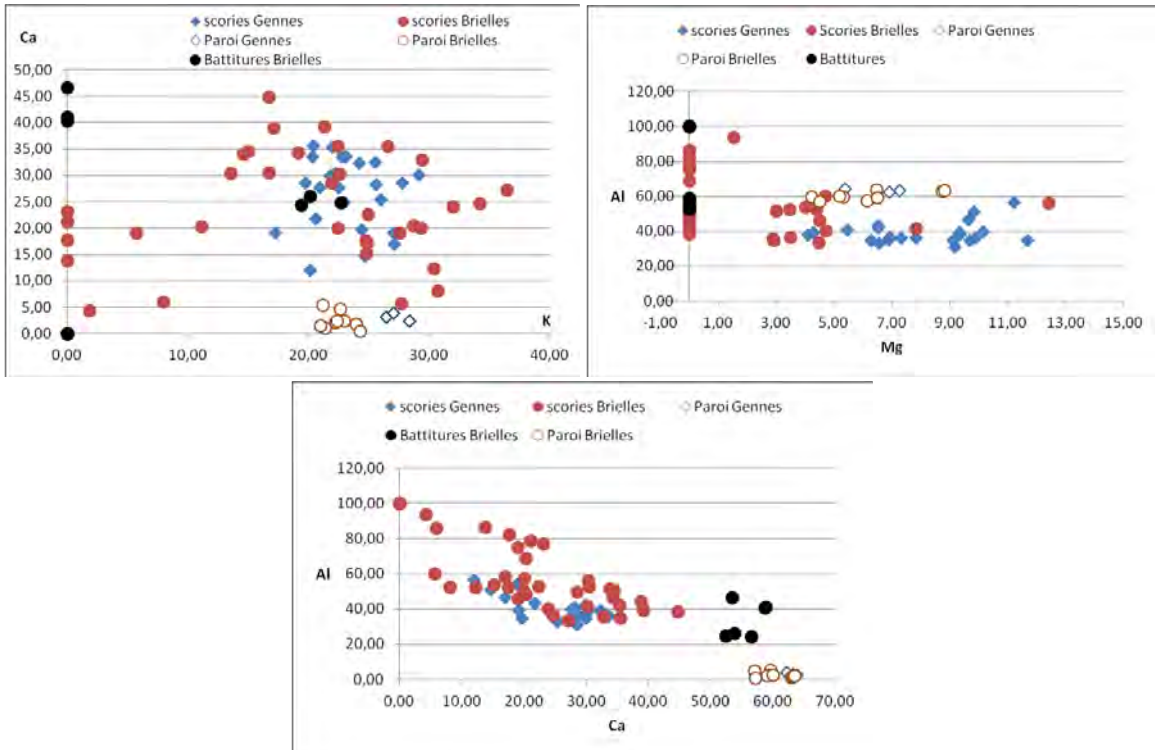 scories Gennes scories Brielles
Paroi Gennes Paroi Brielles
Battitures Brielles
Ca
50,00
45,00
40,00
35,00
30,00
25,00
20,00
15,00
10,00
5,00
0,00
K
0,00 10,00 20,00 30,00 40,00
scories Gennes Scories Brielles Paroi Gennes
Paroi Brielles Battitures
120,00
100,00
80,00
Al 60,00
40,00
20,00
0,00
-1,00 1,00 3,00 5,00 7,00 9,00 11,00 13,00 15,00
Mg
scories Gennes scories Brielles Paroi Gennes
Battitures Brielles Paroi Brielles
120,00
100,00
80,00
Al 60,00
40,00
20,00
0,00
0,00 10,00 20,00 30,00 40,00 50,00 60,00 70,00
Ca